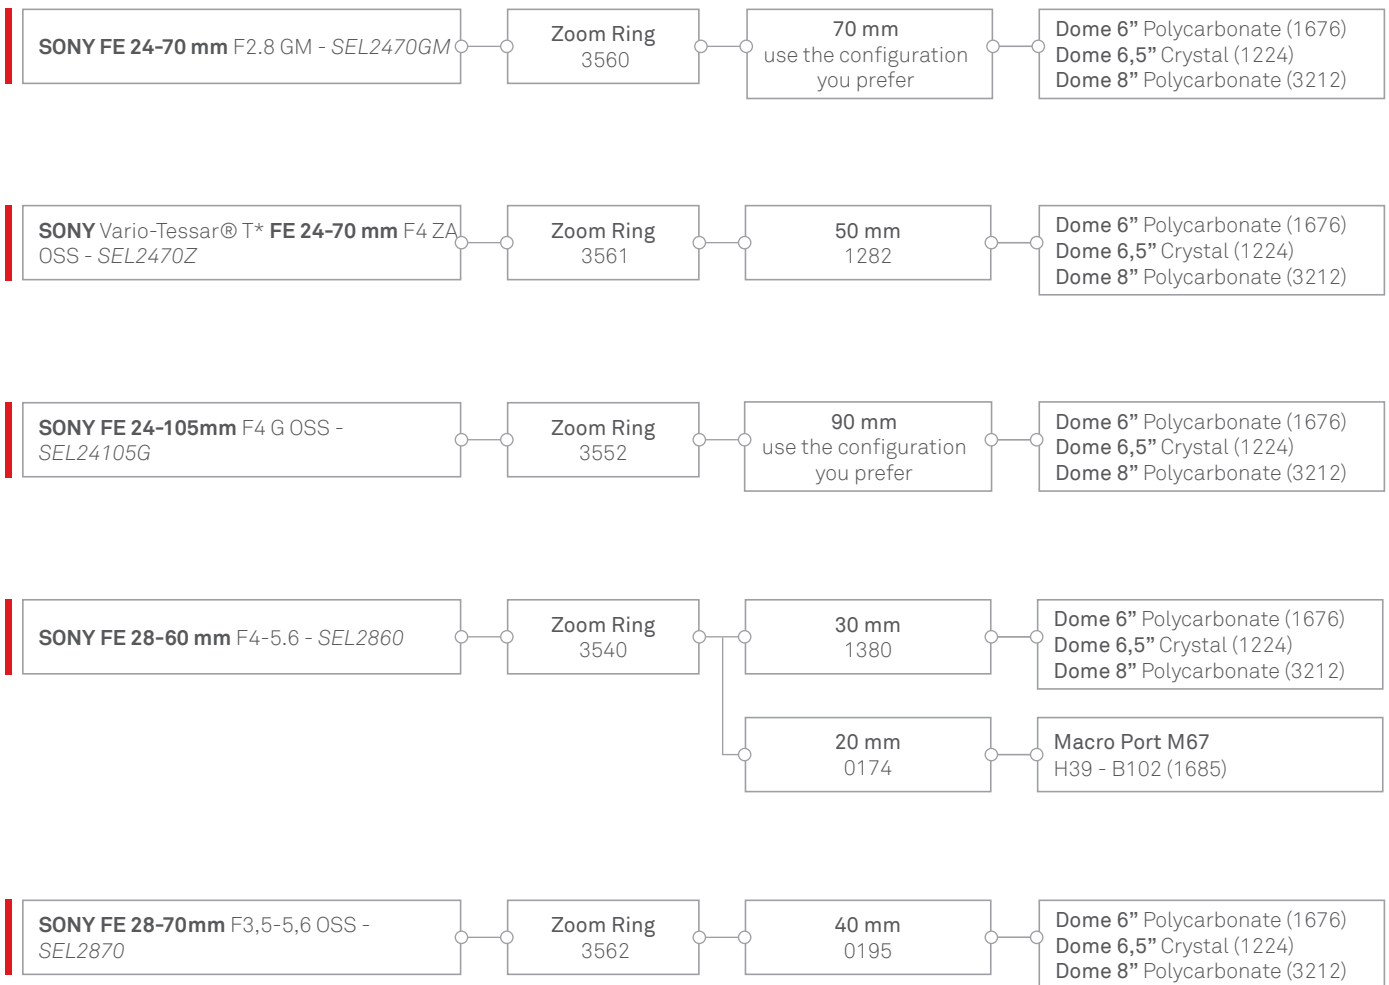 SONY FE 24-70 mm F2.8 GM - SEL2470GM
Zoom Ring
3560
70 mm
use the configuration
you prefer
Dome 6” Polycarbonate (1676)
Dome 6,5” Crystal (1224)
Dome 8” Polycarbonate (3212)
SONY Vario-Tessar® T* FE 24-70 mm F4 ZA
OSS - SEL2470Z
Zoom Ring
3561
50 mm
1282
Dome 6” Polycarbonate (1676)
Dome 6,5” Crystal (1224)
Dome 8” Polycarbonate (3212)
SONY FE 24-105mm F4 G OSS -
SEL24105G
Zoom Ring
3552
90 mm
use the configuration
you prefer
Dome 6” Polycarbonate (1676)
Dome 6,5” Crystal (1224)
Dome 8” Polycarbonate (3212)
SONY FE 28-60 mm F4-5.6 - SEL2860
Zoom Ring
3540
30 mm
1380
Dome 6” Polycarbonate (1676)
Dome 6,5” Crystal (1224)
Dome 8” Polycarbonate (3212)
20 mm
0174
Macro Port M67
H39 - B102 (1685)
SONY FE 28-70mm F3,5-5,6 OSS -
SEL2870
Zoom Ring
3562
40 mm
0195
Dome 6” Polycarbonate (1676)
Dome 6,5” Crystal (1224)
Dome 8” Polycarbonate (3212)